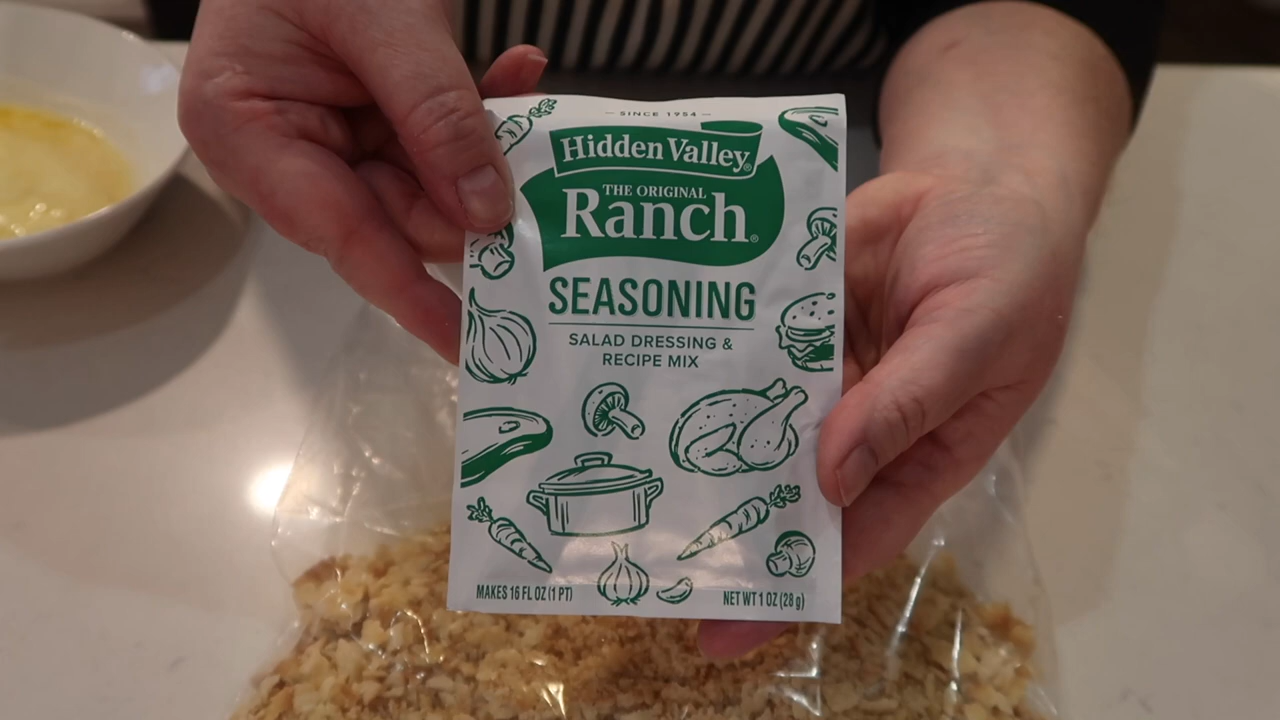 SINCE 1954
Hidden Valley®
THE ORIGINAL
Ranch®
SEASONING
SALAD DRESSING &
RECIPE MIX
MAKES 16 FL OZ (1 PT)
NET WT 1 OZ (28 g)